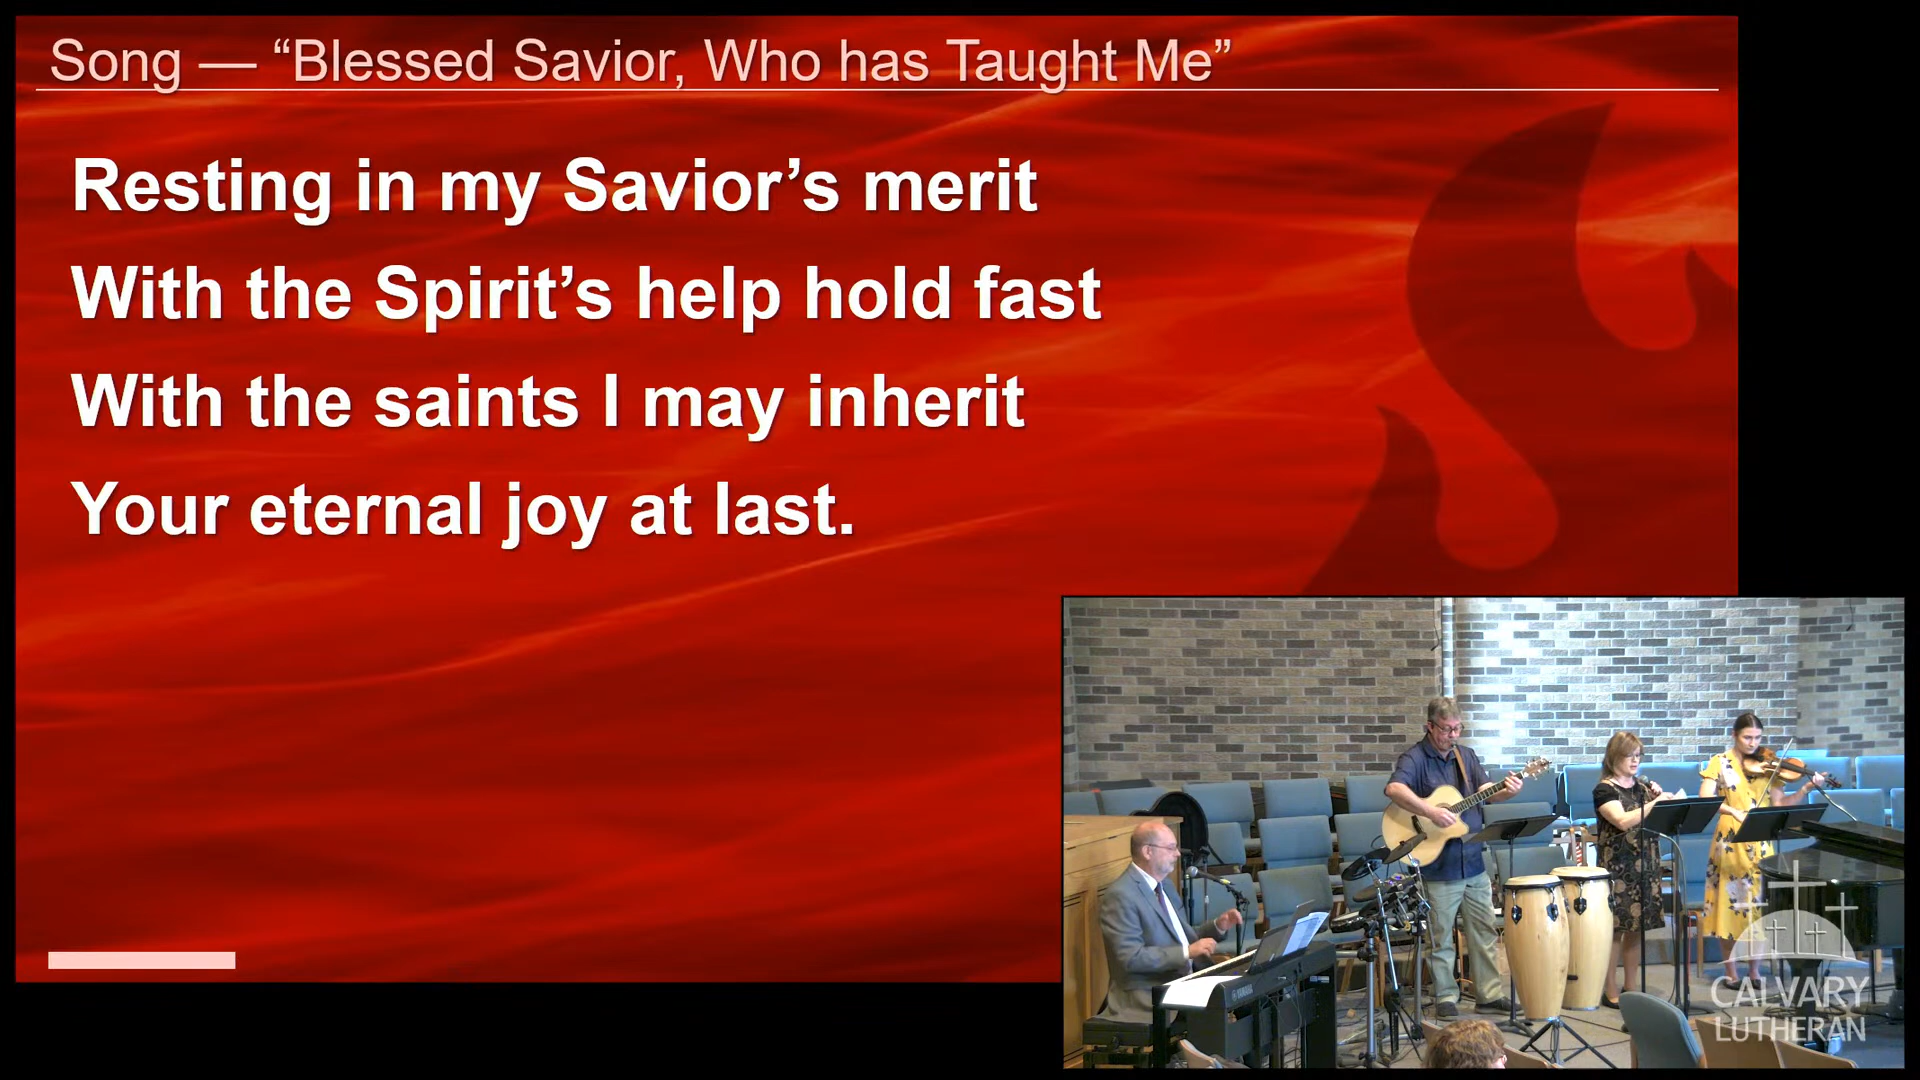 Song — “Blessed Savior, Who has Taught Me”
Resting in my Savior’s merit
With the Spirit’s help hold fast
With the saints I may inherit
Your eternal joy at last.
YAMAHA
CALVARY
LUTHERAN